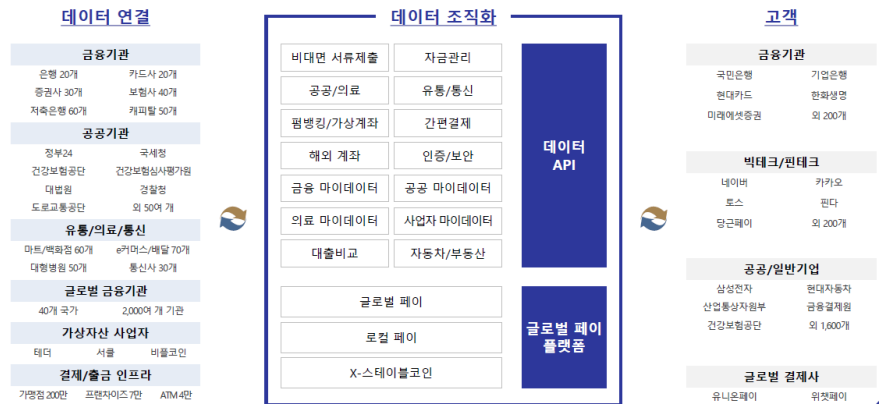 데이터 연결
금융기관
은행 20개 카드사 20개
증권사 30개 보험사 40개
저축은행 60개 캐피탈 50개
공공기관
정부24 국세청
건강보험공단 건강보험심사평가원
대법원 경찰청
도로교통공단 외 50여 개
유통/의료/통신
마트/백화점 60개 e커머스/배달 70개
대형병원 50개 통신사 30개
글로벌 금융기관
40개 국가 2,000여 개 기관
가상자산 사업자
테더 서클 비플코인
결제/출금 인프라
가맹점 200만 프랜차이즈 7만 ATM 4만
데이터 조직화
비대면 서류제출 자금관리
공공/의료 유통/통신
펌뱅킹/가상계좌 간편결제
해외 계좌 인증/보안
금융 마이데이터 공공 마이데이터
의료 마이데이터 사업자 마이데이터
대출비교 자동차/부동산
데이터
API
글로벌 페이
로컬 페이
X-스테이블코인
글로벌 페이
플랫폼
고객
금융기관
국민은행 기업은행
현대카드 한화생명
미래에셋증권 외 200개
빅테크/핀테크
네이버 카카오
토스 핀다
당근페이 외 200개
공공/일반기업
삼성전자 현대자동차
산업통상자원부 금융결제원
건강보험공단 외 1,600개
글로벌 결제사
유니온페이 위챗페이